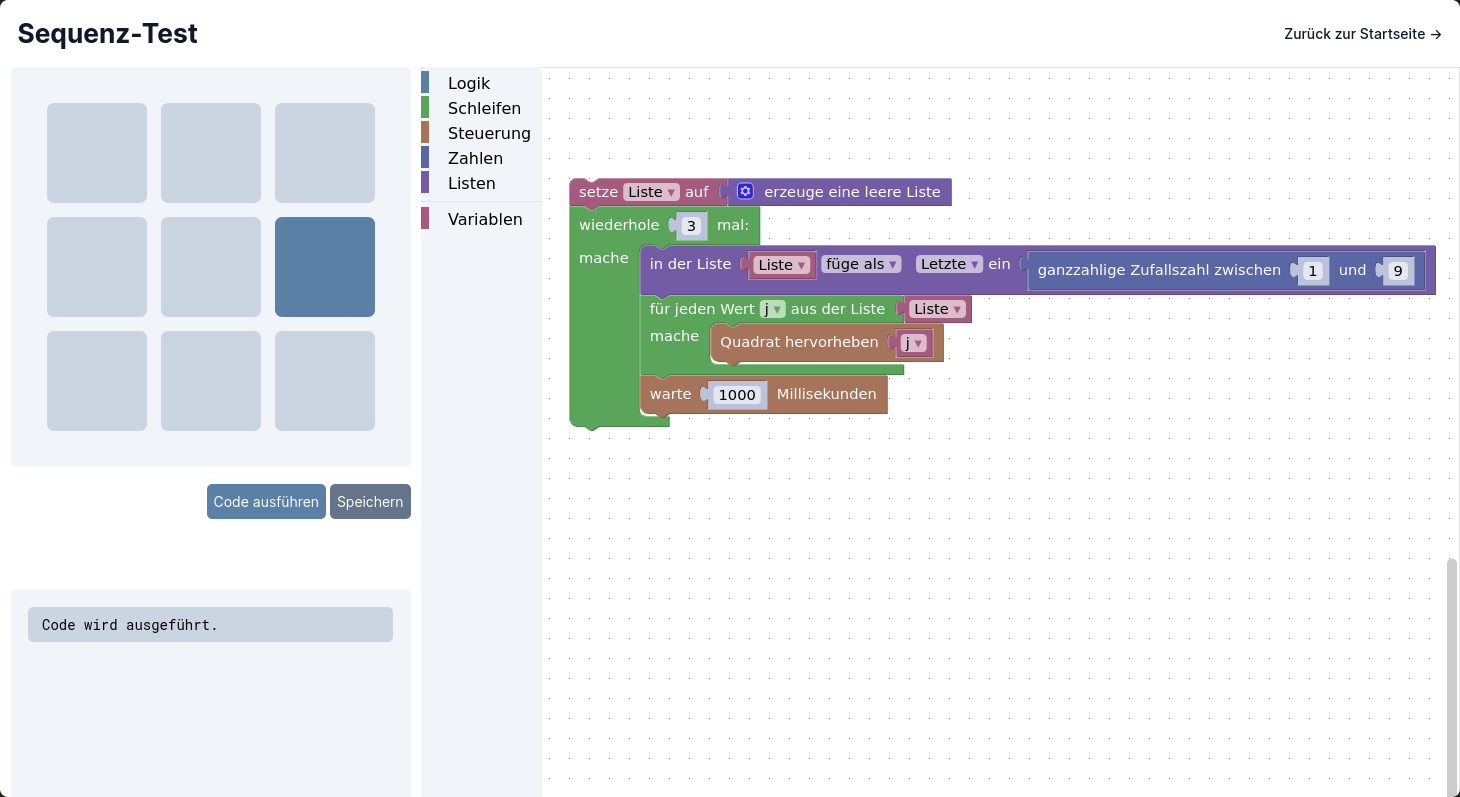 Sequenz-Test
Zurück zur Startseite →
Logik
Schleifen
Steuerung
Zahlen
Listen
Variablen
setze Liste ▾ auf erzeuge eine leere Liste
wiederhole 3 mal:
mache
in der Liste Liste ▾ füge als ▾ Letzte ▾ ein ganzzahlige Zufallszahl zwischen 1 und 9
für jeden Wert j ▾ aus der Liste Liste ▾
mache Quadrat hervorheben j ▾
warte 1000 Millisekunden
Code ausführen
Speichern
Code wird ausgeführt.